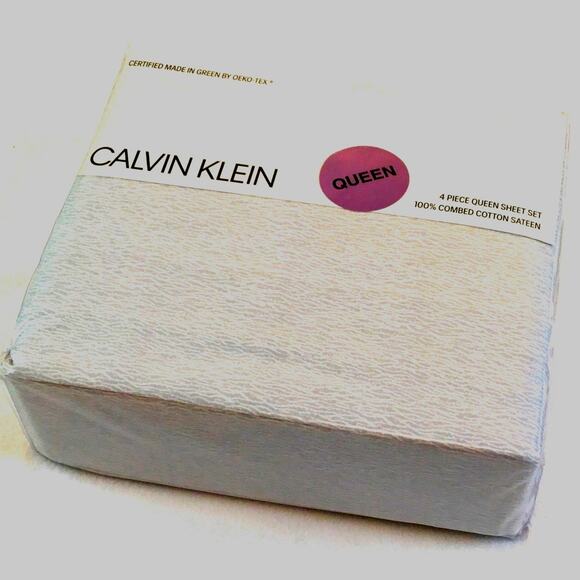 CERTIFIED MADE IN GREEN BY OEKO-TEX®
CALVIN KLEIN
QUEEN
4 PIECE QUEEN SHEET SET
100% COMBED COTTON SATEEN